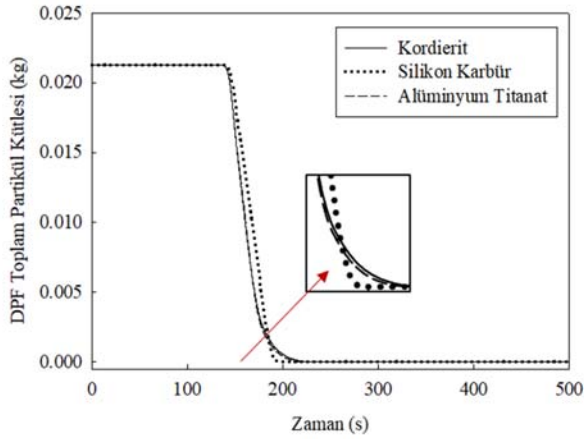 0.025
0.020
0.015
0.010
0.005
0.000
DPF Toplam Partikül Kütlesi (kg)
Kordierit
Silikon Karbür
Alüminyum Titanat
0
100
200
300
400
500
Zaman (s)